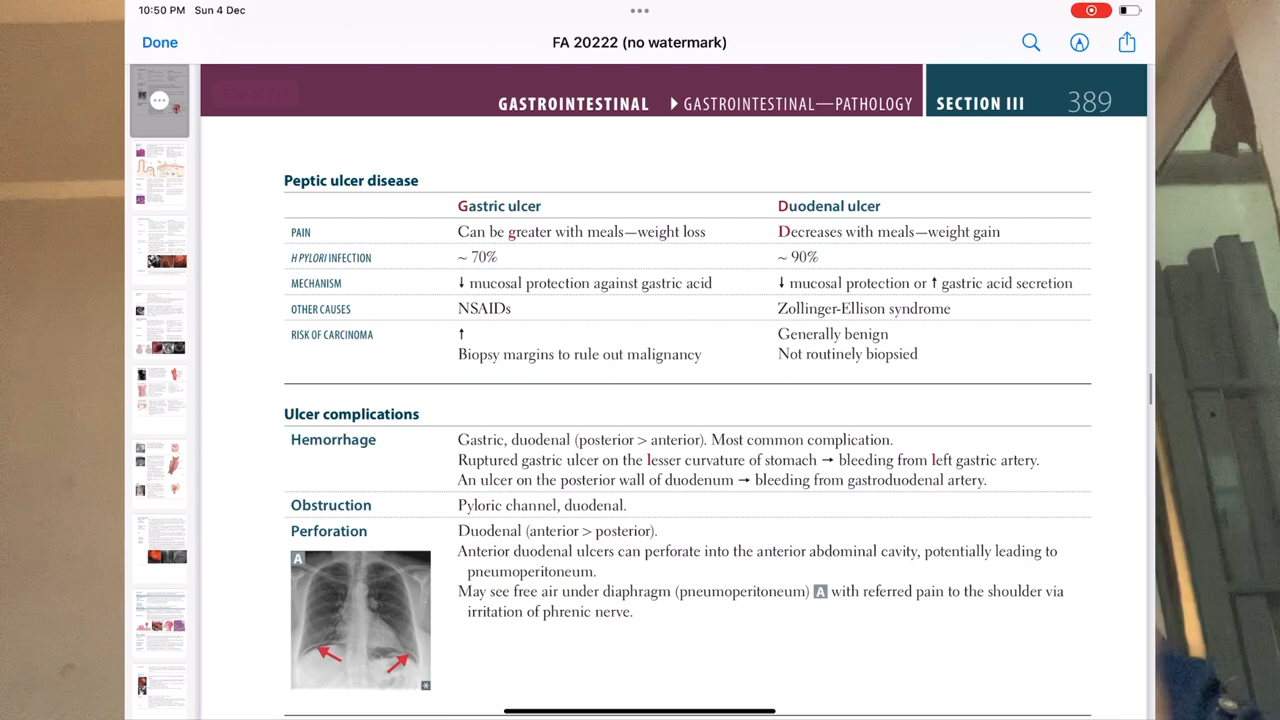 10:50 PM Sun 4 Dec
Done
FA 20222 (no watermark)
GASTROINTESTINAL ▶ GASTROINTESTINAL—PATHOLOGY SECTION III 389
Peptic ulcer disease
Gastric ulcer Duodenal ulcer
PAIN Can be greater with meals—weight loss Decreases with meals—weight gain
H PYLORI INFECTION ~ 70% ~ 90%
MECHANISM ↓ mucosal protection against gastric acid ↓ mucosal protection or ↑ gastric acid secretion
OTHER CAUSES NSAIDs Zollinger-Ellison syndrome
RISK OF CARCINOMA ↑ Generally benign
Biopsy margins to rule out malignancy Not routinely biopsied
Ulcer complications
Hemorrhage Gastric, duodenal (posterior > anterior). Most common complication.
Ruptured gastric ulcer on the lesser curvature of stomach → bleeding from left gastric artery.
An ulcer on the posterior wall of duodenum → bleeding from gastroduodenal artery.
Obstruction Pyloric channel, duodenal.
Perforation Duodenal (anterior > posterior).
Anterior duodenal ulcers can perforate into the anterior abdominal cavity, potentially leading to
pneumoperitoneum.
May see free air under diaphragm (pneumoperitoneum) A with referred pain to the shoulder via
irritation of phrenic nerve.
A